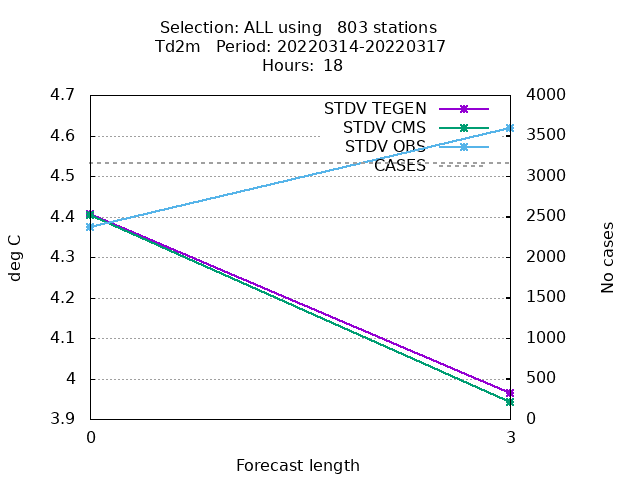 Selection: ALL using   803 stations
Td2m   Period: 20220314-20220317
Hours: 18
4.7
4.6
4.5
4.4
4.3
4.2
4.1
4
3.9
deg C
STDV TEGEN
STDV CMS
STDV OBS
CASES
4000
3500
3000
2500
2000
1500
1000
500
0
No cases
0
3
Forecast length